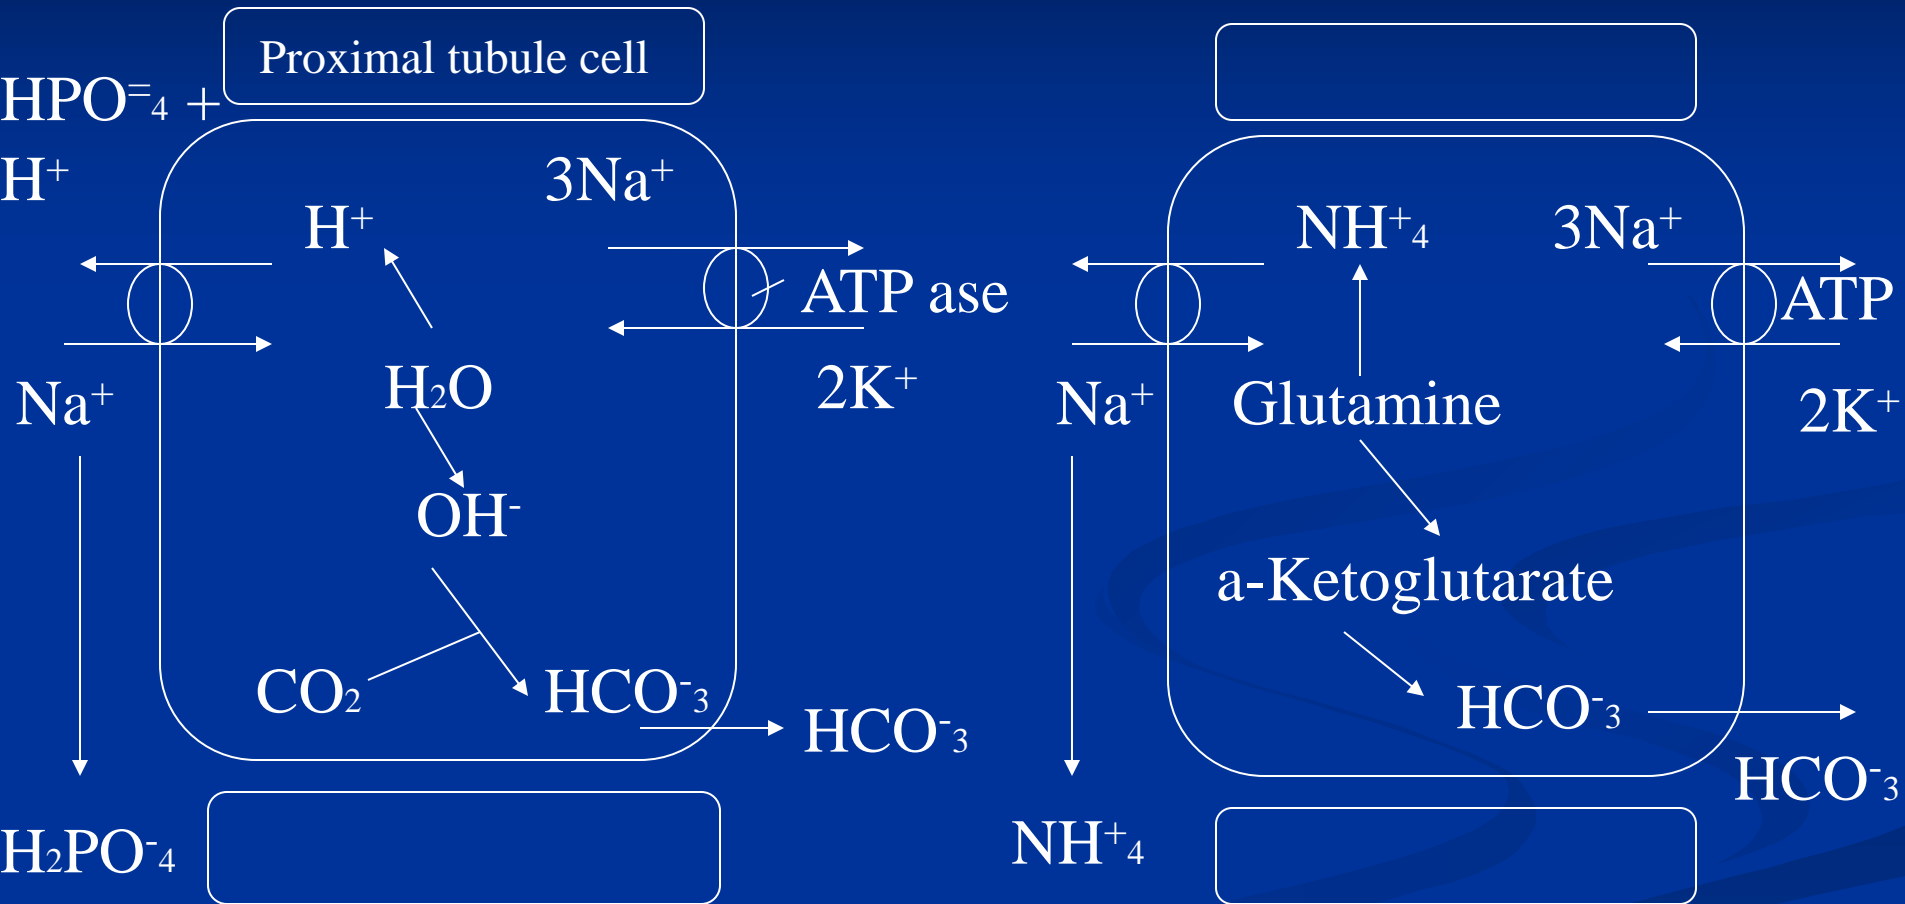 Proximal tubule cell
HPO⁼₄ +
H⁺
3Na⁺
H⁺
ATP ase
H₂O
2K⁺
Na⁺
OH⁻
CO₂
HCO⁻₃
HCO⁻₃
H₂PO⁻₄
NH⁺₄
3Na⁺
ATP
Na⁺
Glutamine
2K⁺
a-Ketoglutarate
HCO⁻₃
HCO⁻₃
NH⁺₄